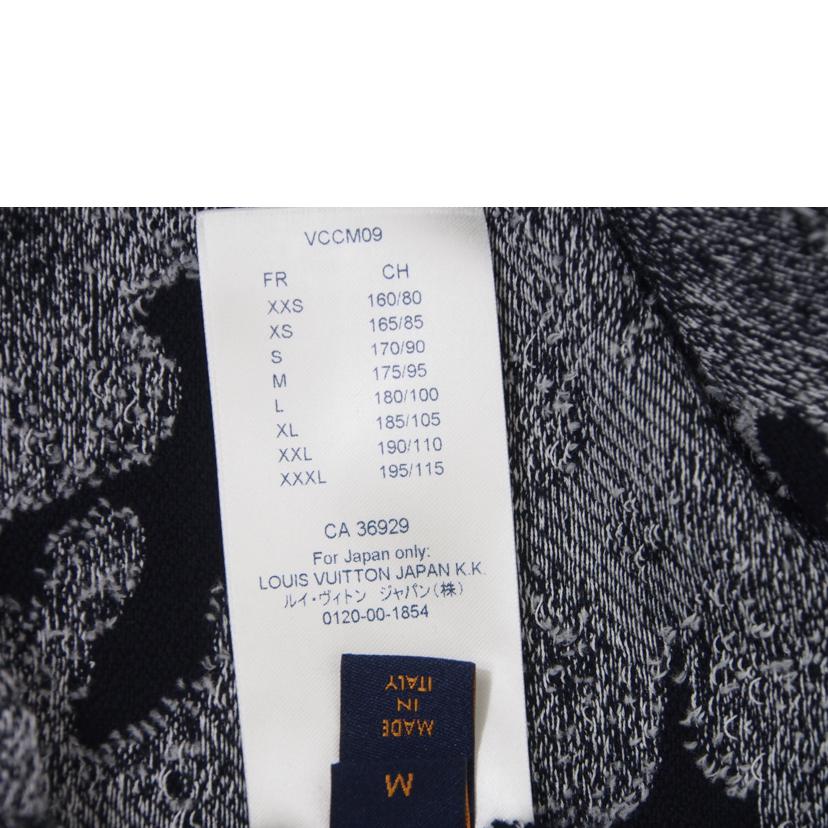 VCCM09
FR CH
XXS 160/80
XS 165/85
S 170/90
M 175/95
L 180/100
XL 185/105
XXL 190/110
XXXL 195/115
CA 36929
For Japan only:
LOUIS VUITTON JAPAN K.K.
ルイ・ヴィトン ジャパン(株)
0120-00-1854
MADE
IN
ITALY
M